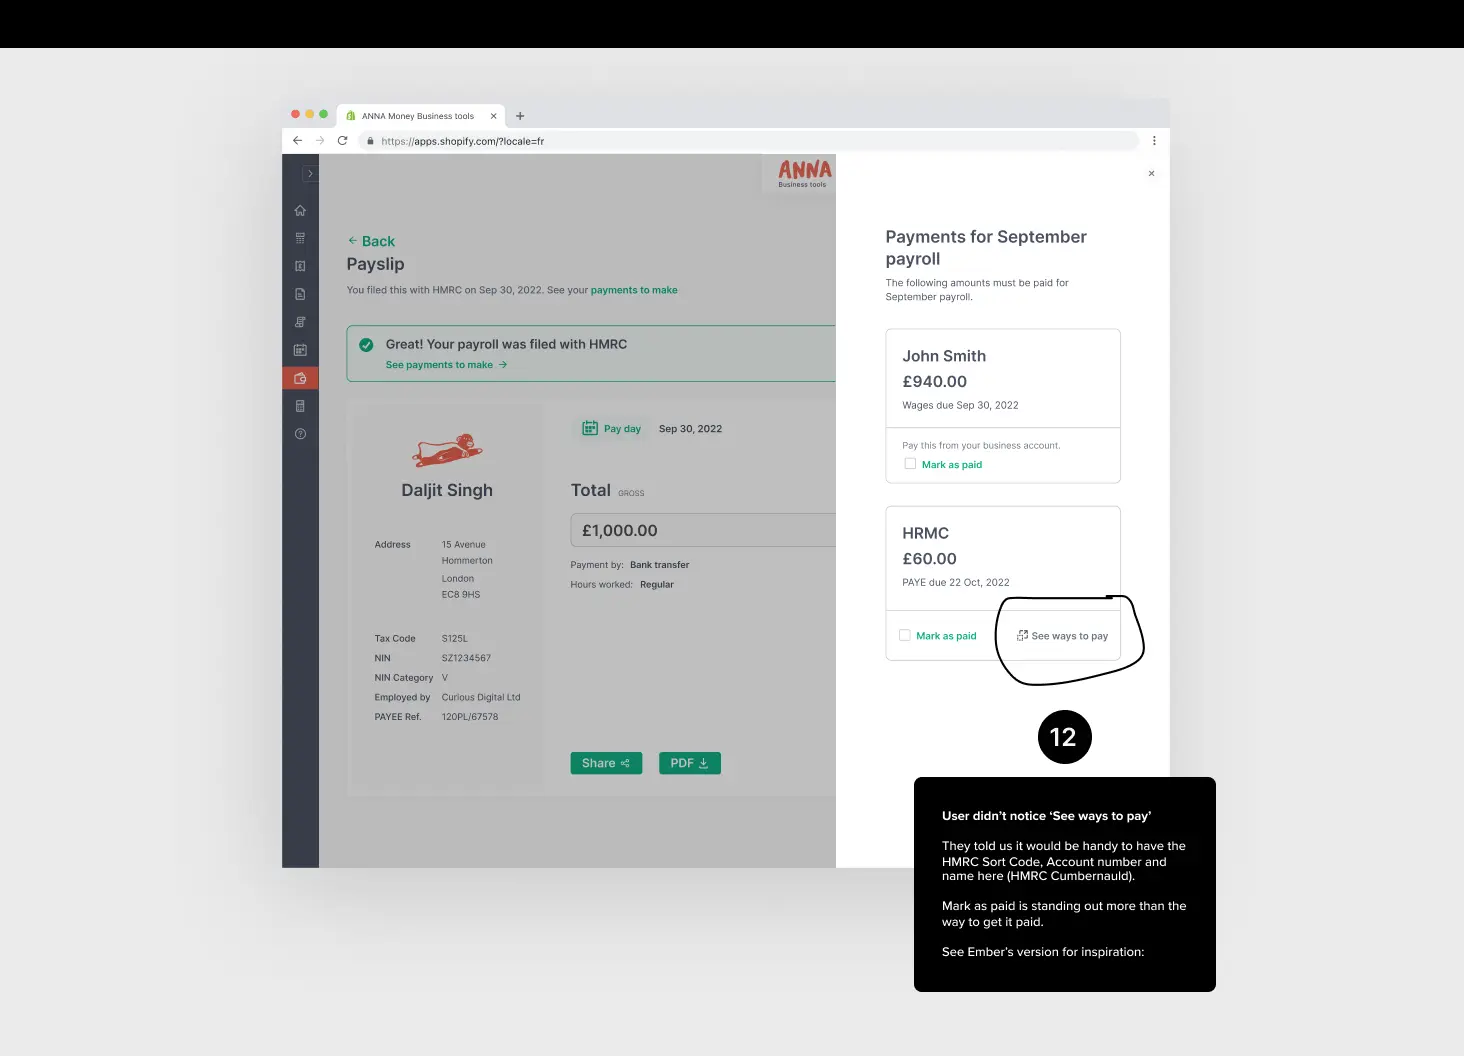 ANNA Money Business tools
https://apps.shopify.com/?locale=fr
ANNA
Business tools
Back
Payslip
You filed this with HMRC on Sep 30, 2022. See your payments to make
Great! Your payroll was filed with HMRC
See payments to make
Daljit Singh
Address 15 Avenue
Hommerton
London
EC8 9HS
Tax Code S125L
NIN SZ1234567
NIN Category V
Employed by Curious Digital Ltd
PAYEE Ref. 120PL/67578
Pay day Sep 30, 2022
Total GROSS
£1,000.00
Payment by: Bank transfer
Hours worked: Regular
Share PDF
Payments for September
payroll
The following amounts must be paid for
September payroll.
John Smith
£940.00
Wages due Sep 30, 2022
Pay this from your business account.
Mark as paid
HRMC
£60.00
PAYE due 22 Oct, 2022
Mark as paid See ways to pay
12
User didn't notice ‘See ways to pay’
They told us it would be handy to have the
HMRC Sort Code, Account number and
name here (HMRC Cumbernauld).
Mark as paid is standing out more than the
way to get it paid.
See Ember's version for inspiration: